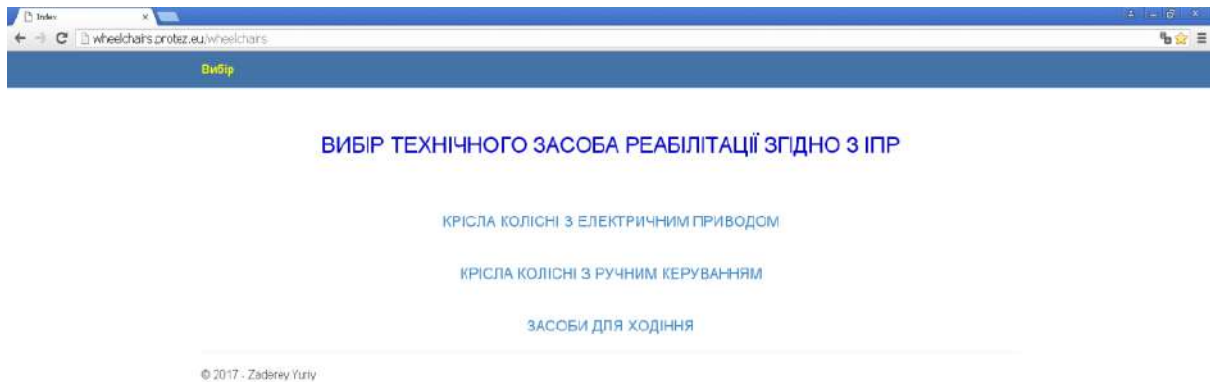 Index
wheelchairs.protez.eu/wheelchairs
Вибір
ВИБІР ТЕХНІЧНОГО ЗАСОБА РЕАБІЛІТАЦІЇ ЗГІДНО З ІПР
КРІСЛА КОЛІСНІ З ЕЛЕКТРИЧНИМ ПРИВОДОМ
КРІСЛА КОЛІСНІ З РУЧНИМ КЕРУВАННЯМ
ЗАСОБИ ДЛЯ ХОДІННЯ
© 2017 - Zaderey Yuriy